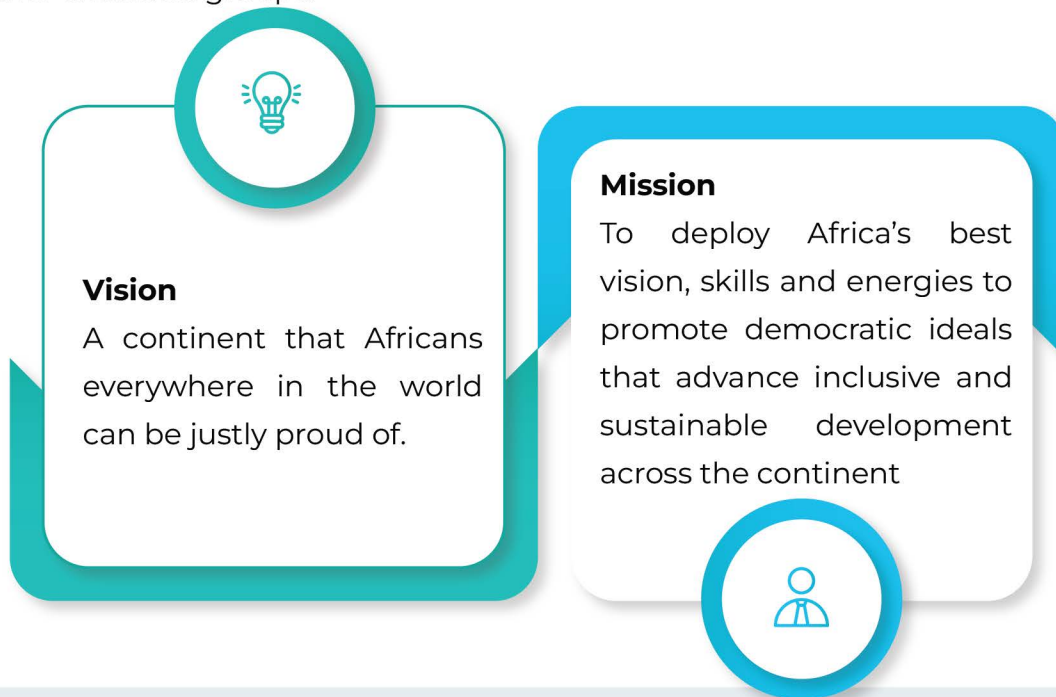 Vision
A continent that Africans
everywhere in the world
can be justly proud of.
Mission
To deploy Africa's best
vision, skills and energies to
promote democratic ideals
that advance inclusive and
sustainable development
across the continent